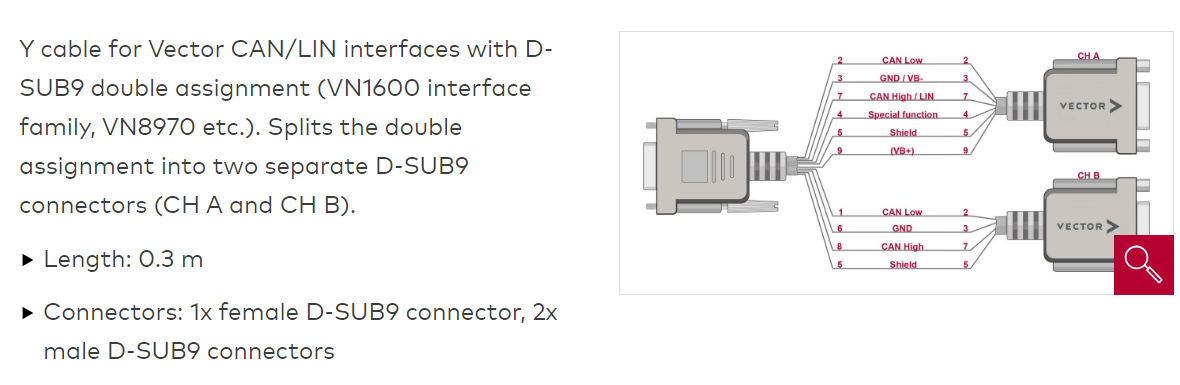 Y cable for Vector CAN/LIN interfaces with D-
SUB9 double assignment (VN1600 interface
family, VN8970 etc.). Splits the double
assignment into two separate D-SUB9
connectors (CH A and CH B).
▶ Length: 0.3 m
▶ Connectors: 1x female D-SUB9 connector, 2x
male D-SUB9 connectors
CH A
2 CAN Low 2
3 GND / VB- 3
7 CAN High / LIN 7
4 Special function 4
5 Shield 5
9 (VB+) 9
VECTOR
CH B
1 CAN Low 2
6 GND 3
8 CAN High 7
5 Shield 5
VECTOR